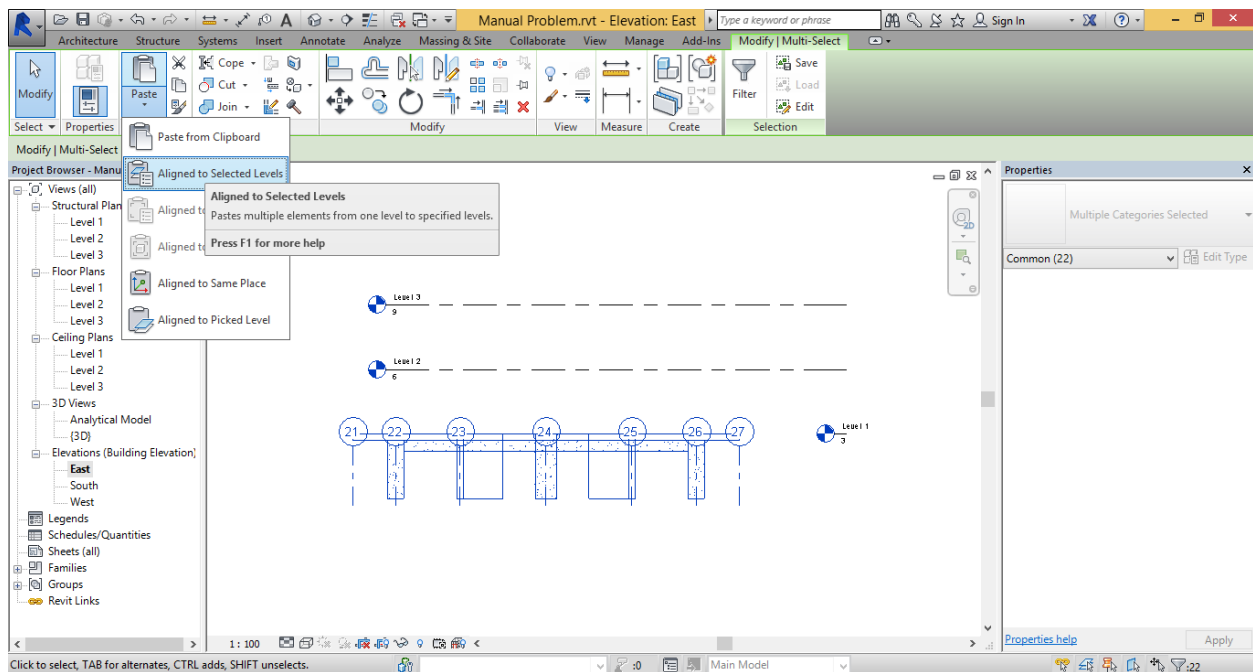 Manual Problem.rvt - Elevation: East
Type a keyword or phrase
Sign In
Architecture Structure Systems Insert Annotate Analyze Massing & Site Collaborate View Manage Add-Ins Modify | Multi-Select
Modify
Paste
Cope
Cut
Join
Filter
Save
Load
Edit
Select Properties Modify View Measure Create Selection
Modify | Multi-Select
Paste from Clipboard
Aligned to Selected Levels
Aligned to
Aligned to
Aligned to Same Place
Aligned to Picked Level
Aligned to Selected Levels
Pastes multiple elements from one level to specified levels.
Press F1 for more help
Project Browser - Manu
Views (all)
Structural Plan
Level 1
Level 2
Level 3
Floor Plans
Level 1
Level 2
Level 3
Ceiling Plans
Level 1
Level 2
Level 3
3D Views
Analytical Model
{3D}
Elevations (Building Elevation)
East
South
West
Legends
Schedules/Quantities
Sheets (all)
Families
Groups
Revit Links
Level 3
9
Level 2
6
21 22 23 24 25 26 27
Level 1
3
2D
Properties
Multiple Categories Selected
Common (22)
Edit Type
Properties help
Apply
1 : 100
Click to select, TAB for alternates, CTRL adds, SHIFT unselects.
:0
Main Model
:22